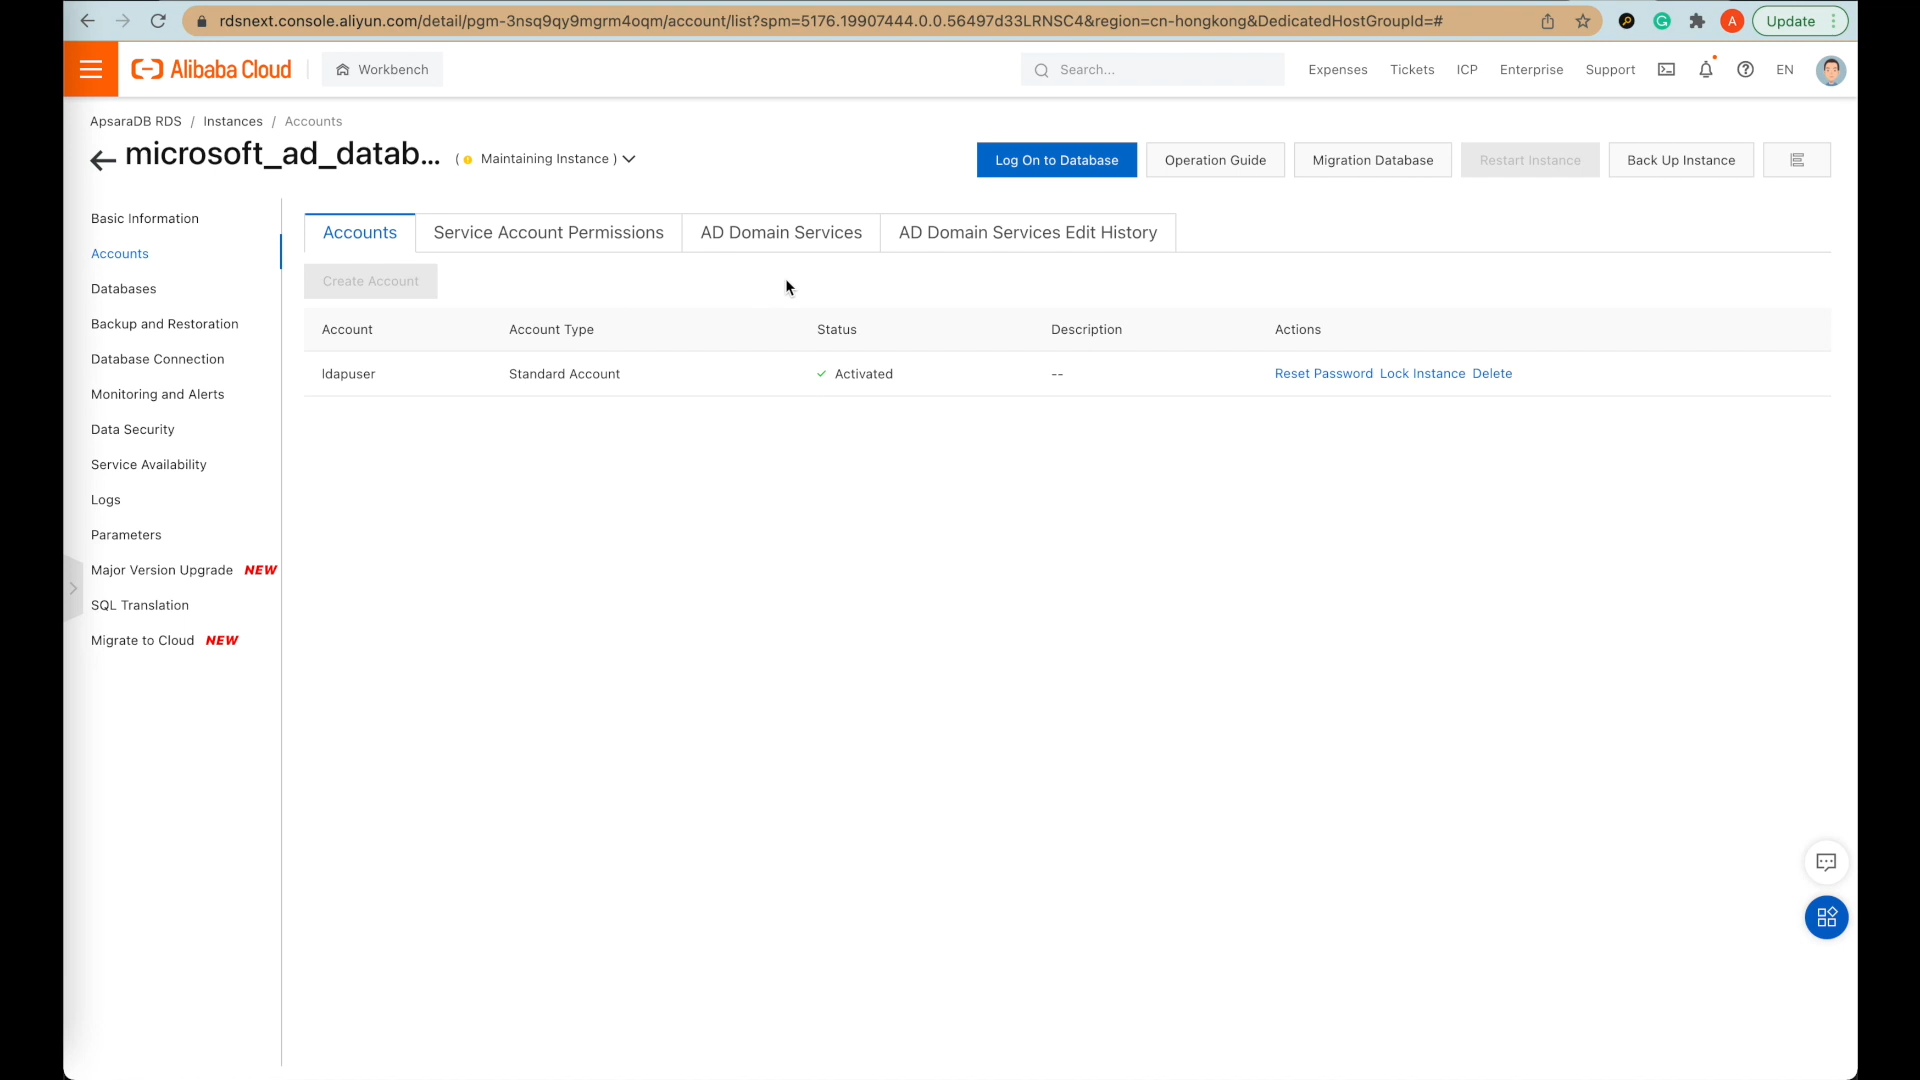 rdsnext.console.aliyun.com/detail/pgm-3nsq9qy9mgrm4oqm/account/list?spm=5176.19907444.0.0.56497d33LRNSC4&region=cn-hongkong&DedicatedHostGroupId=#
A
Update
Alibaba Cloud
Workbench
Search...
Expenses
Tickets
ICP
Enterprise
Support
EN
ApsaraDB RDS / Instances / Accounts
microsoft_ad_datab... ( Maintaining Instance )
Log On to Database
Operation Guide
Migration Database
Restart Instance
Back Up Instance
Basic Information
Accounts
Databases
Backup and Restoration
Database Connection
Monitoring and Alerts
Data Security
Service Availability
Logs
Parameters
Major Version Upgrade NEW
SQL Translation
Migrate to Cloud NEW
Accounts
Service Account Permissions
AD Domain Services
AD Domain Services Edit History
Create Account
Account Account Type Status Description Actions
ldapuser Standard Account Activated -- Reset Password Lock Instance Delete